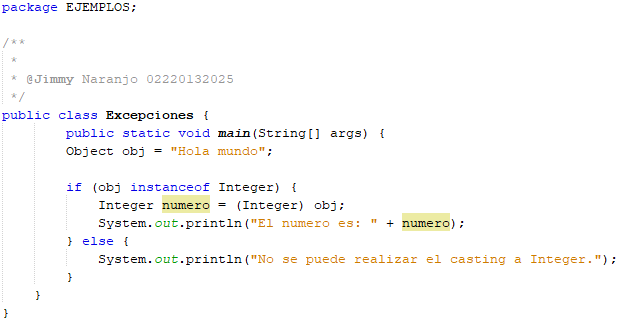 package EJEMPLOS;
/**
 *
 * @Jimmy Naranjo 02220132025
 */
public class Excepciones {
        public static void main(String[] args) {
        Object obj = "Hola mundo";
        if (obj instanceof Integer) {
            Integer numero = (Integer) obj;
            System.out.println("El numero es: " + numero);
        } else {
            System.out.println("No se puede realizar el casting a Integer.");
        }
    }
}